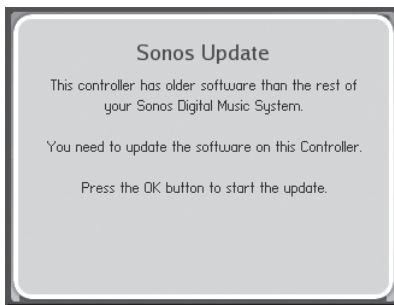 Sonos Update
This controller has older software than the rest of
your Sonos Digital Music System.
You need to update the software on this Controller.
Press the OK button to start the update.